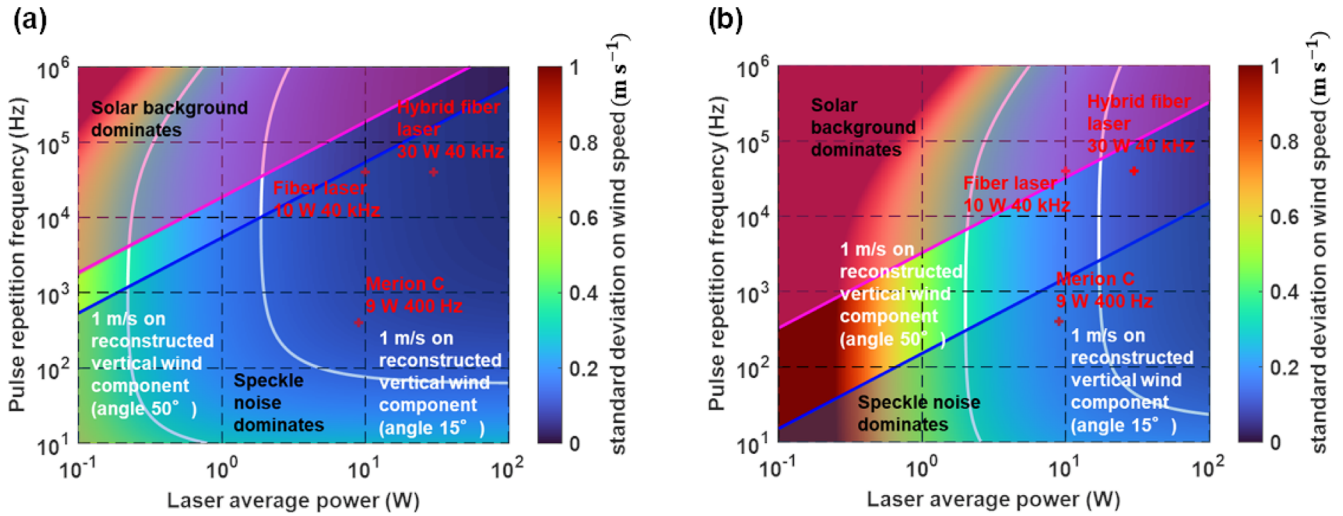 (a)
Pulse repetition frequency (Hz)
10^6
10^5
10^4
10^3
10^2
10^1
10^-1
10^0
10^1
10^2
Laser average power (W)
Solar background
dominates
Hybrid fiber
laser
30 W 40 kHz
Fiber laser
10 W 40 kHz
Merion C
9 W 400 Hz
1 m/s on
reconstructed
vertical wind
component
(angle 50°)
Speckle
noise
dominates
1 m/s on
reconstructed
vertical wind
component
(angle 15°)
1
0.8
0.6
0.4
0.2
0
standard deviation on wind speed (m s⁻¹)
(b)
Pulse repetition frequency (Hz)
10^6
10^5
10^4
10^3
10^2
10^1
10^-1
10^0
10^1
10^2
Laser average power (W)
Solar
background
dominates
Hybrid fiber
laser
30 W 40 kHz
Fiber laser
10 W 40 kHz
1 m/s on
reconstructed
vertical wind
component
(angle 50°)
Merion C
9 W 400 Hz
1 m/s on
reconstructed
vertical wind
component
(angle 15°)
Speckle noise
dominates
1
0.8
0.6
0.4
0.2
0
standard deviation on wind speed (m s⁻¹)